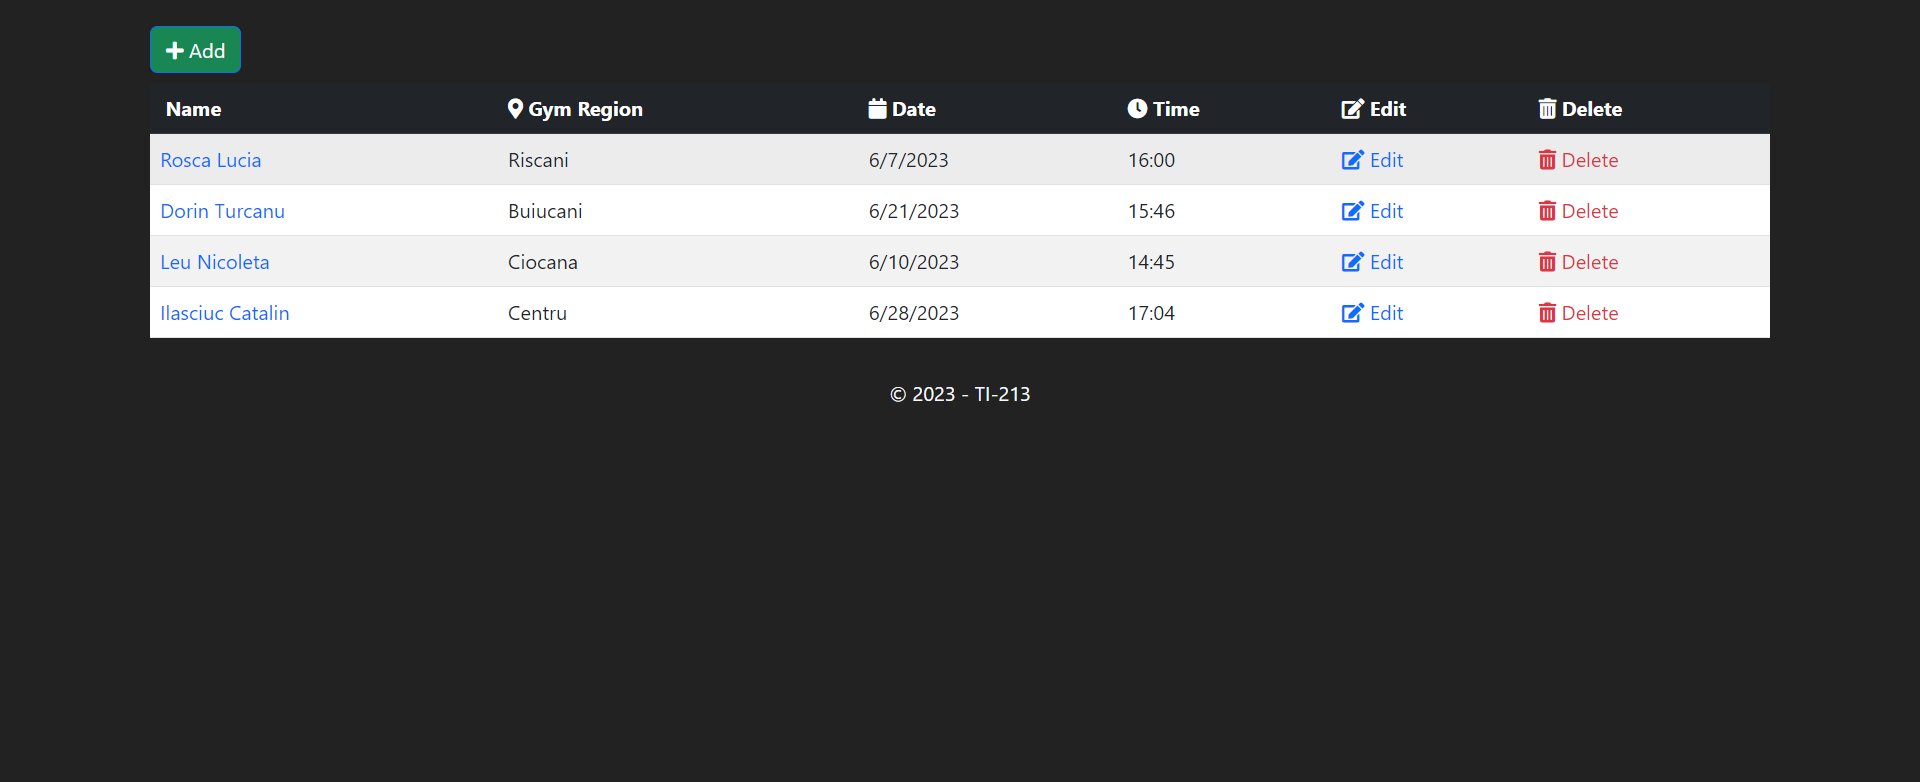 Add
Name Gym Region Date Time Edit Delete
Rosca Lucia Riscani 6/7/2023 16:00 Edit Delete
Dorin Turcanu Buiucani 6/21/2023 15:46 Edit Delete
Leu Nicoleta Ciocana 6/10/2023 14:45 Edit Delete
Ilasciuc Catalin Centru 6/28/2023 17:04 Edit Delete
© 2023 - TI-213